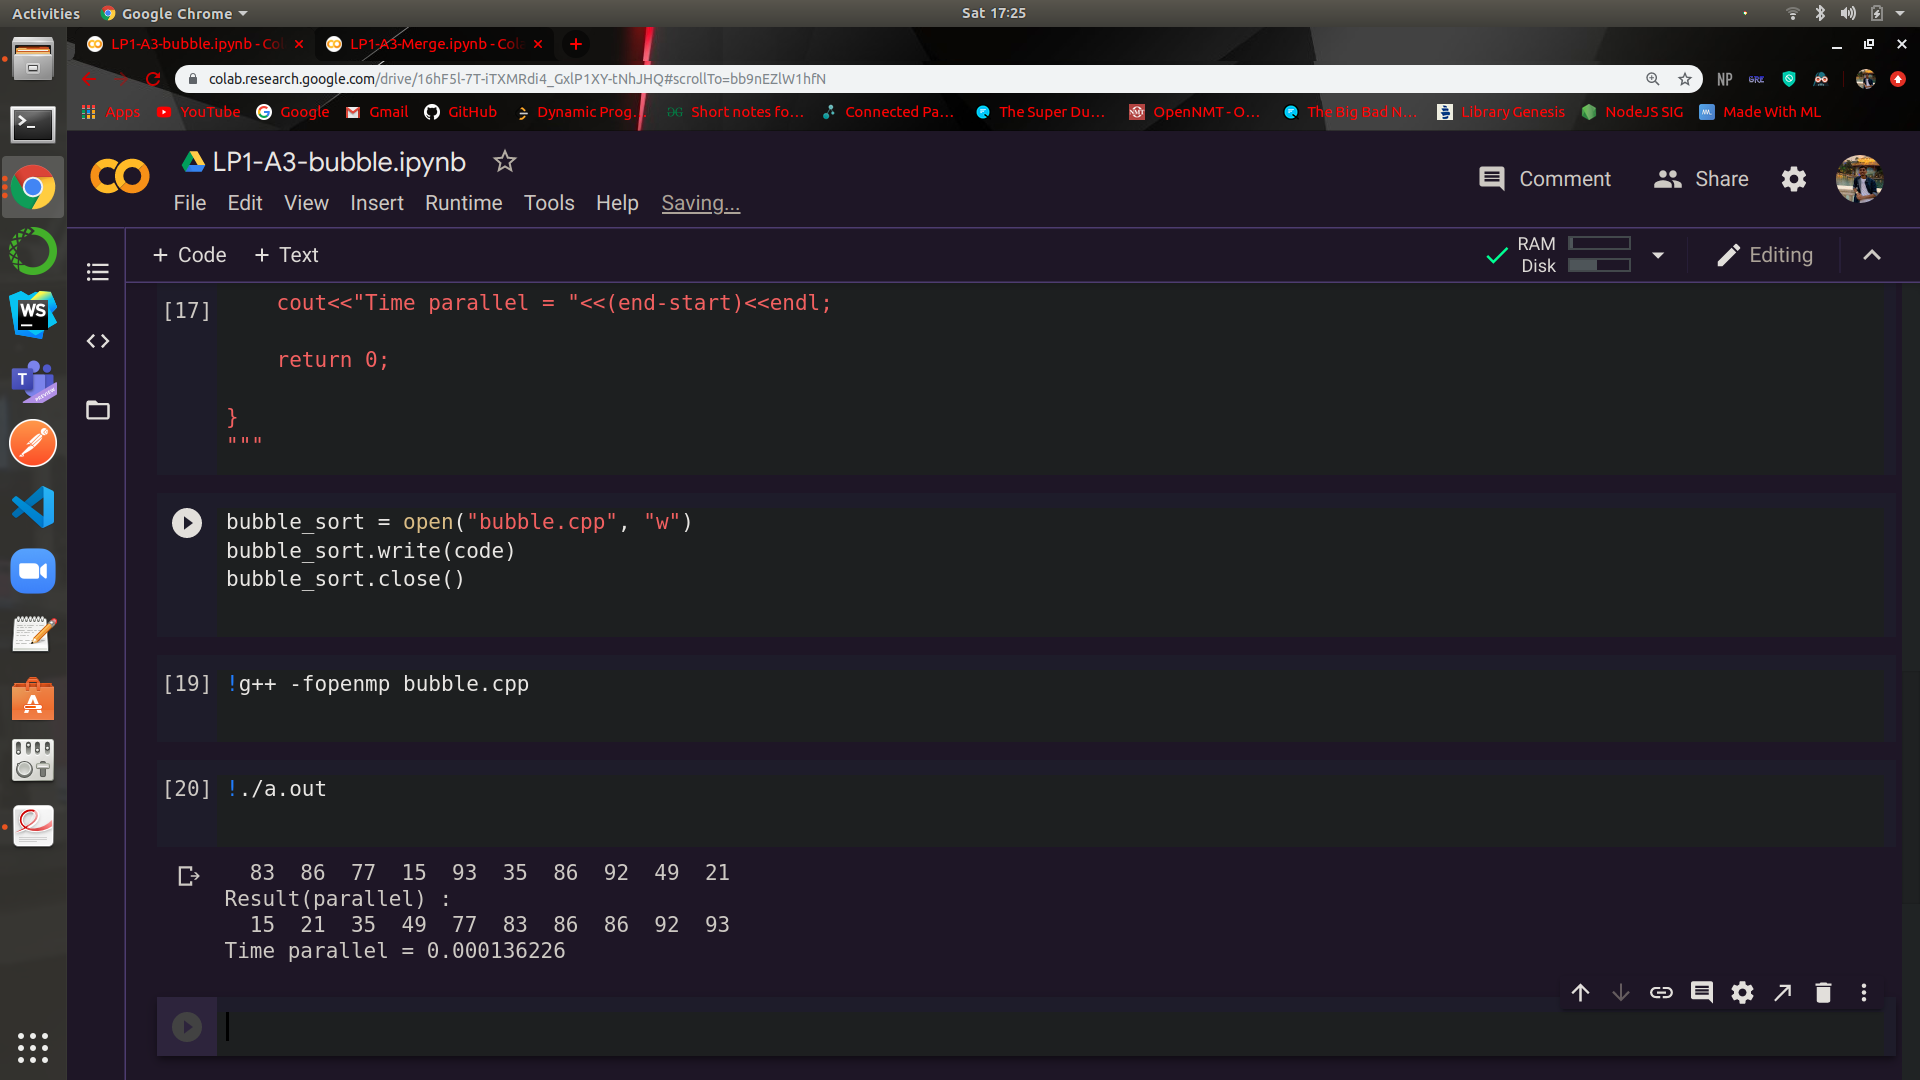 Activities Google Chrome Sat 17:25
LP1-A3-bubble.ipynb - Col LP1-A3-Merge.ipynb - Cola
colab.research.google.com/drive/16hF5l-7T-iTXMRdi4_GxlP1XY-tNhJHQ#scrollTo=bb9nEZlW1hfN NP GRE
Apps YouTube Google Gmail GitHub Dynamic Prog... Short notes fo... Connected Pa... The Super Du... OpenNMT - O... The Big Bad N... Library Genesis NodeJS SIG Made With ML
LP1-A3-bubble.ipynb
Comment Share
File Edit View Insert Runtime Tools Help Saving...
+ Code + Text
RAM
Disk
Editing
[17] cout<<"Time parallel = "<<(end-start)<<endl;
return 0;
}
"""
bubble_sort = open("bubble.cpp", "w")
bubble_sort.write(code)
bubble_sort.close()
[19] !g++ -fopenmp bubble.cpp
[20] !./a.out
83 86 77 15 93 35 86 92 49 21
Result(parallel) :
15 21 35 49 77 83 86 86 92 93
Time parallel = 0.000136226
WS
T
PREVIEW